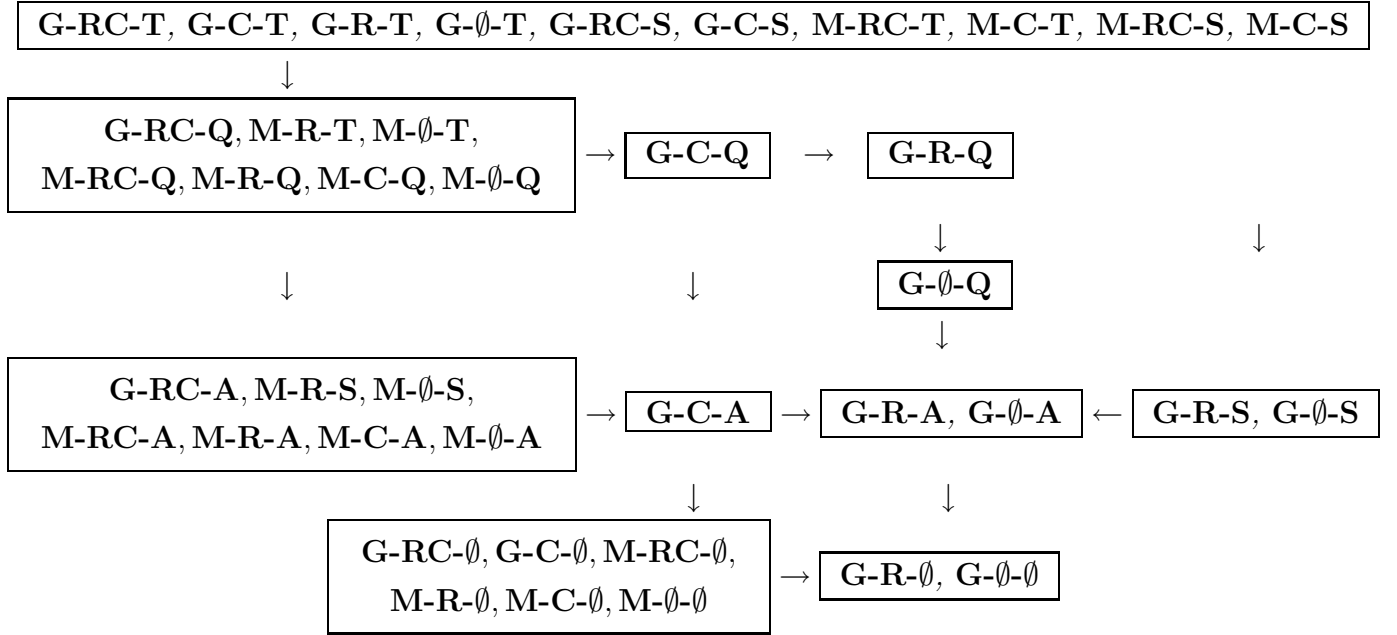 G-RC-T, G-C-T, G-R-T, G-∅-T, G-RC-S, G-C-S, M-RC-T, M-C-T, M-RC-S, M-C-S
↓
G-RC-Q, M-R-T, M-∅-T,
M-RC-Q, M-R-Q, M-C-Q, M-∅-Q
→ G-C-Q → G-R-Q
↓ ↓
↓ ↓ G-∅-Q
↓
G-RC-A, M-R-S, M-∅-S,
M-RC-A, M-R-A, M-C-A, M-∅-A
→ G-C-A → G-R-A, G-∅-A ← G-R-S, G-∅-S
↓ ↓
G-RC-∅, G-C-∅, M-RC-∅,
M-R-∅, M-C-∅, M-∅-∅
→ G-R-∅, G-∅-∅